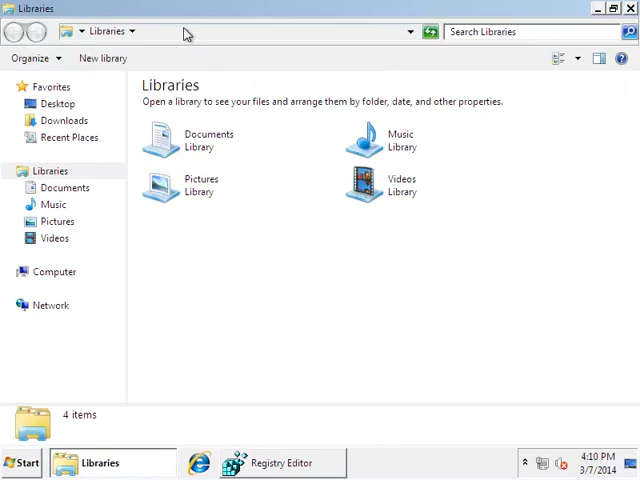 Libraries
Libraries
Search Libraries
Organize
New library
Favorites
Desktop
Downloads
Recent Places
Libraries
Documents
Music
Pictures
Videos
Computer
Network
Libraries
Open a library to see your files and arrange them by folder, date, and other properties.
Documents
Library
Music
Library
Pictures
Library
Videos
Library
4 items
Start
Libraries
Registry Editor
4:10 PM
3/7/2014